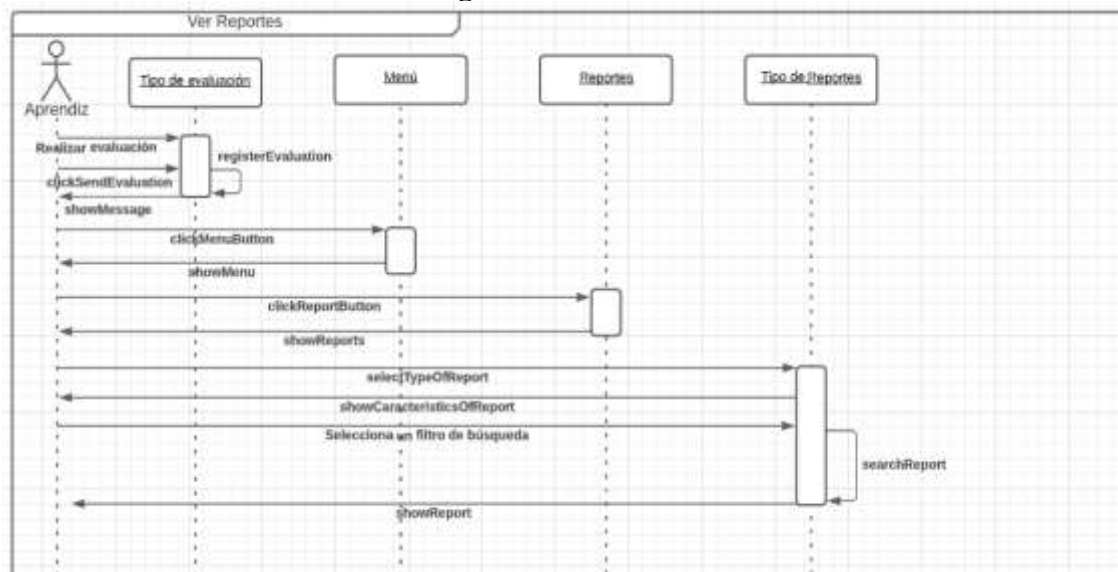 Ver Reportes
Aprendiz
Tipo de evaluación
Menú
Reportes
Tipo de Reportes
Realizar evaluación
registerEvaluation
clickSendEvaluation
showMessage
clickMenuButton
showMenu
clickReportButton
showReports
selectTypeOfReport
showCaracteristicsOfReport
Selecciona un filtro de búsqueda
searchReport
showReport